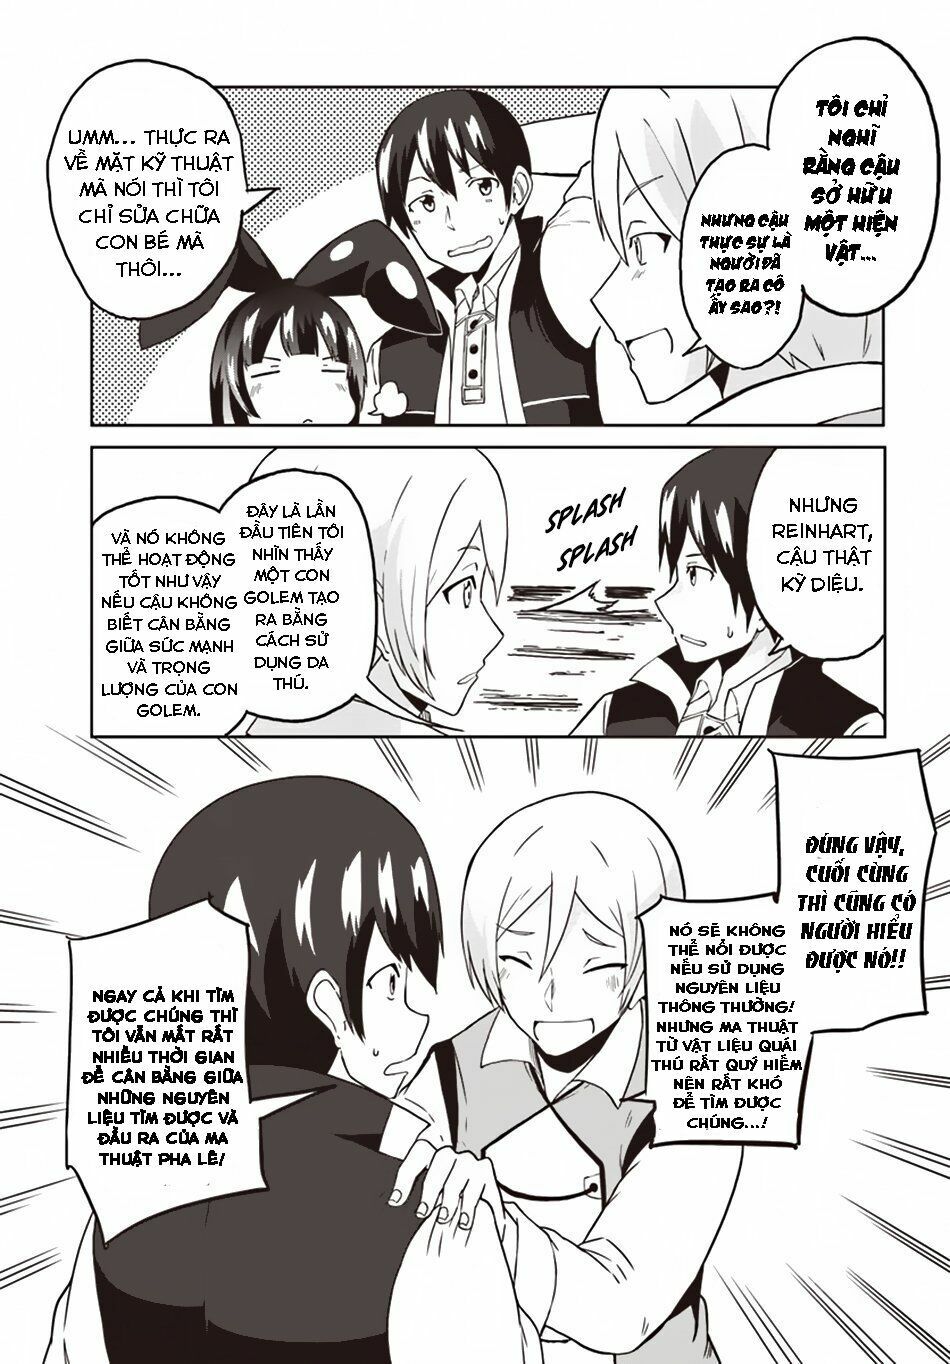 TÔI CHỈ
NGHĨ
RẰNG CẬU
SỞ HỮU
MỘT HIỆN
VẬT...
NHƯNG CẬU
THỰC SỰ LÀ
NGƯỜI ĐÃ
TẠO RA CÔ
ẤY SAO?!
UMM... THỰC RA
VỀ MẶT KỸ THUẬT
MÀ NÓI THÌ TÔI
CHỈ SỬA CHỮA
CON BÉ MÀ
THÔI...
NHƯNG
REINHART,
CẬU THẬT
KỲ DIỆU.
SPLASH
SPLASH
ĐÂY LÀ LẦN
ĐẦU TIÊN TÔI
NHÌN THẤY
MỘT CON
GOLEM TẠO
RA BẰNG
CÁCH SỬ
DỤNG DA
THÚ.
VÀ NÓ KHÔNG
THỂ HOẠT ĐỘNG
TỐT NHƯ VẬY
NẾU CẬU KHÔNG
BIẾT CÂN BẰNG
GIỮA SỨC MẠNH
VÀ TRỌNG
LƯỢNG CỦA CON
GOLEM.
ĐÚNG VẬY,
CUỐI CÙNG
THÌ CŨNG CÓ
NGƯỜI HIỂU
ĐƯỢC NÓ!!
NÓ SẼ KHÔNG
THỂ NỔI ĐƯỢC
NẾU SỬ DỤNG
NGUYÊN LIỆU
THÔNG THƯỜNG!
NHƯNG MA THUẬT
TỪ VẬT LIỆU QUÁI
THÚ RẤT QUÝ HIẾM
NÊN RẤT KHÓ
ĐỂ TÌM ĐƯỢC
CHÚNG...!
NGAY CẢ KHI TÌM
ĐƯỢC CHÚNG THÌ
TÔI VẪN MẤT RẤT
NHIỀU THỜI GIAN
ĐỂ CÂN BẰNG GIỮA
NHỮNG NGUYÊN
LIỆU TÌM ĐƯỢC VÀ
ĐẦU RA CỦA MA
THUẬT PHA LÊ!